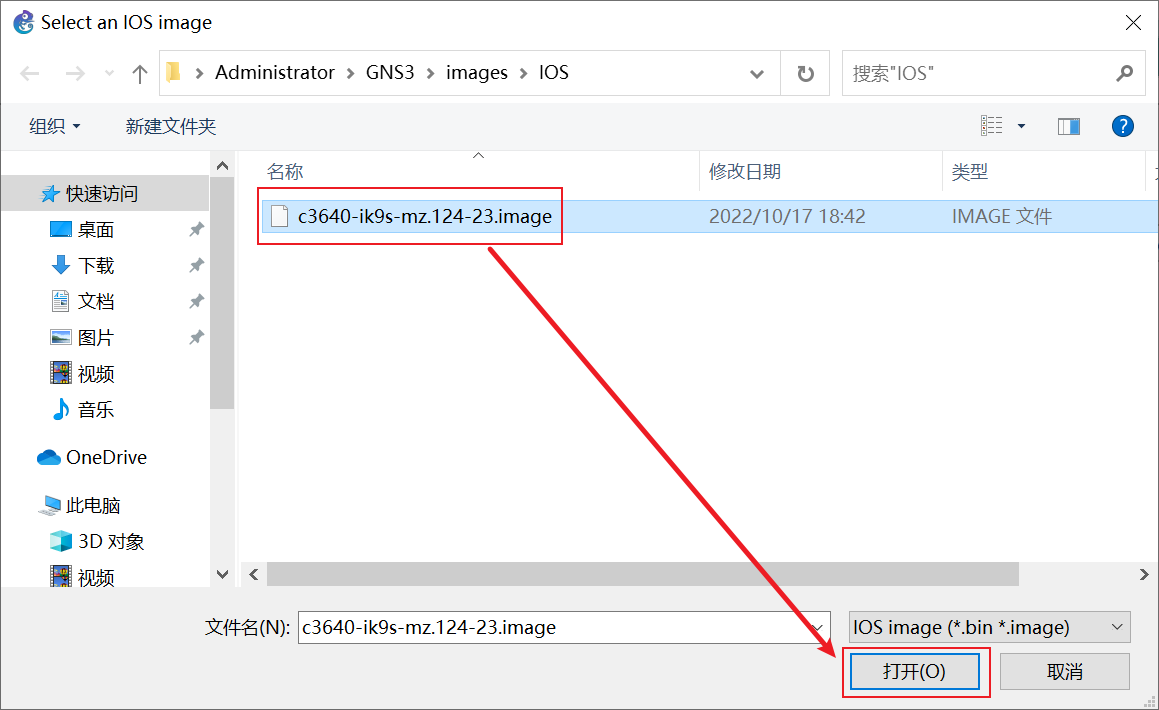 Select an IOS image
Administrator > GNS3 > images > IOS
搜索"IOS"
组织
新建文件夹
名称
修改日期
类型
快速访问
c3640-ik9s-mz.124-23.image
2022/10/17 18:42
IMAGE 文件
桌面
下载
文档
图片
视频
音乐
OneDrive
此电脑
3D 对象
视频
文件名(N):
c3640-ik9s-mz.124-23.image
IOS image (*.bin *.image)
打开(O)
取消